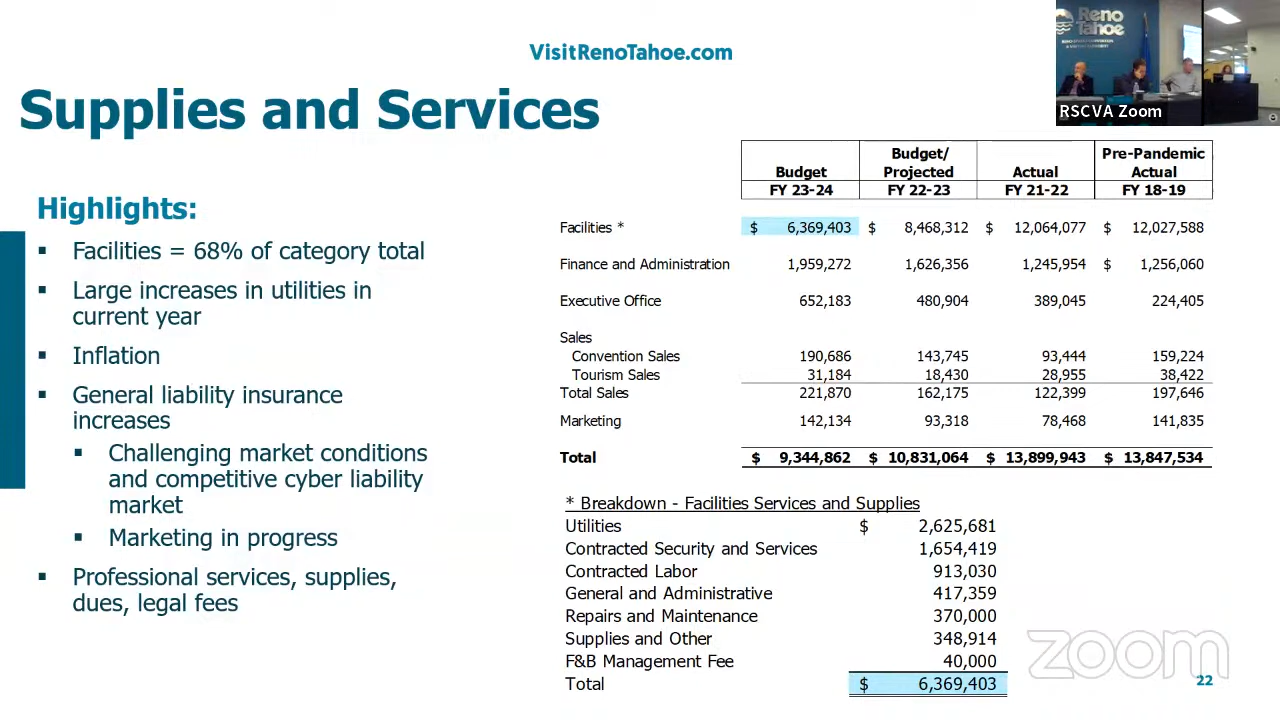 VisitRenoTahoe.com
Reno
Tahoe
RSCVA Zoom
Supplies and Services
Highlights:
▪ Facilities = 68% of category total
▪ Large increases in utilities in
current year
▪ Inflation
▪ General liability insurance
increases
▪ Challenging market conditions
and competitive cyber liability
market
▪ Marketing in progress
▪ Professional services, supplies,
dues, legal fees
Budget/ Pre-Pandemic
Budget Projected Actual Actual
FY 23-24 FY 22-23 FY 21-22 FY 18-19
Facilities * $ 6,369,403 $ 8,468,312 $ 12,064,077 $ 12,027,588
Finance and Administration 1,959,272 1,626,356 1,245,954 $ 1,256,060
Executive Office 652,183 480,904 389,045 224,405
Sales
Convention Sales 190,686 143,745 93,444 159,224
Tourism Sales 31,184 18,430 28,955 38,422
Total Sales 221,870 162,175 122,399 197,646
Marketing 142,134 93,318 78,468 141,835
Total $ 9,344,862 $ 10,831,064 $ 13,899,943 $ 13,847,534
* Breakdown - Facilities Services and Supplies
Utilities $ 2,625,681
Contracted Security and Services 1,654,419
Contracted Labor 913,030
General and Administrative 417,359
Repairs and Maintenance 370,000
Supplies and Other 348,914
F&B Management Fee 40,000
Total $ 6,369,403
zoom
22